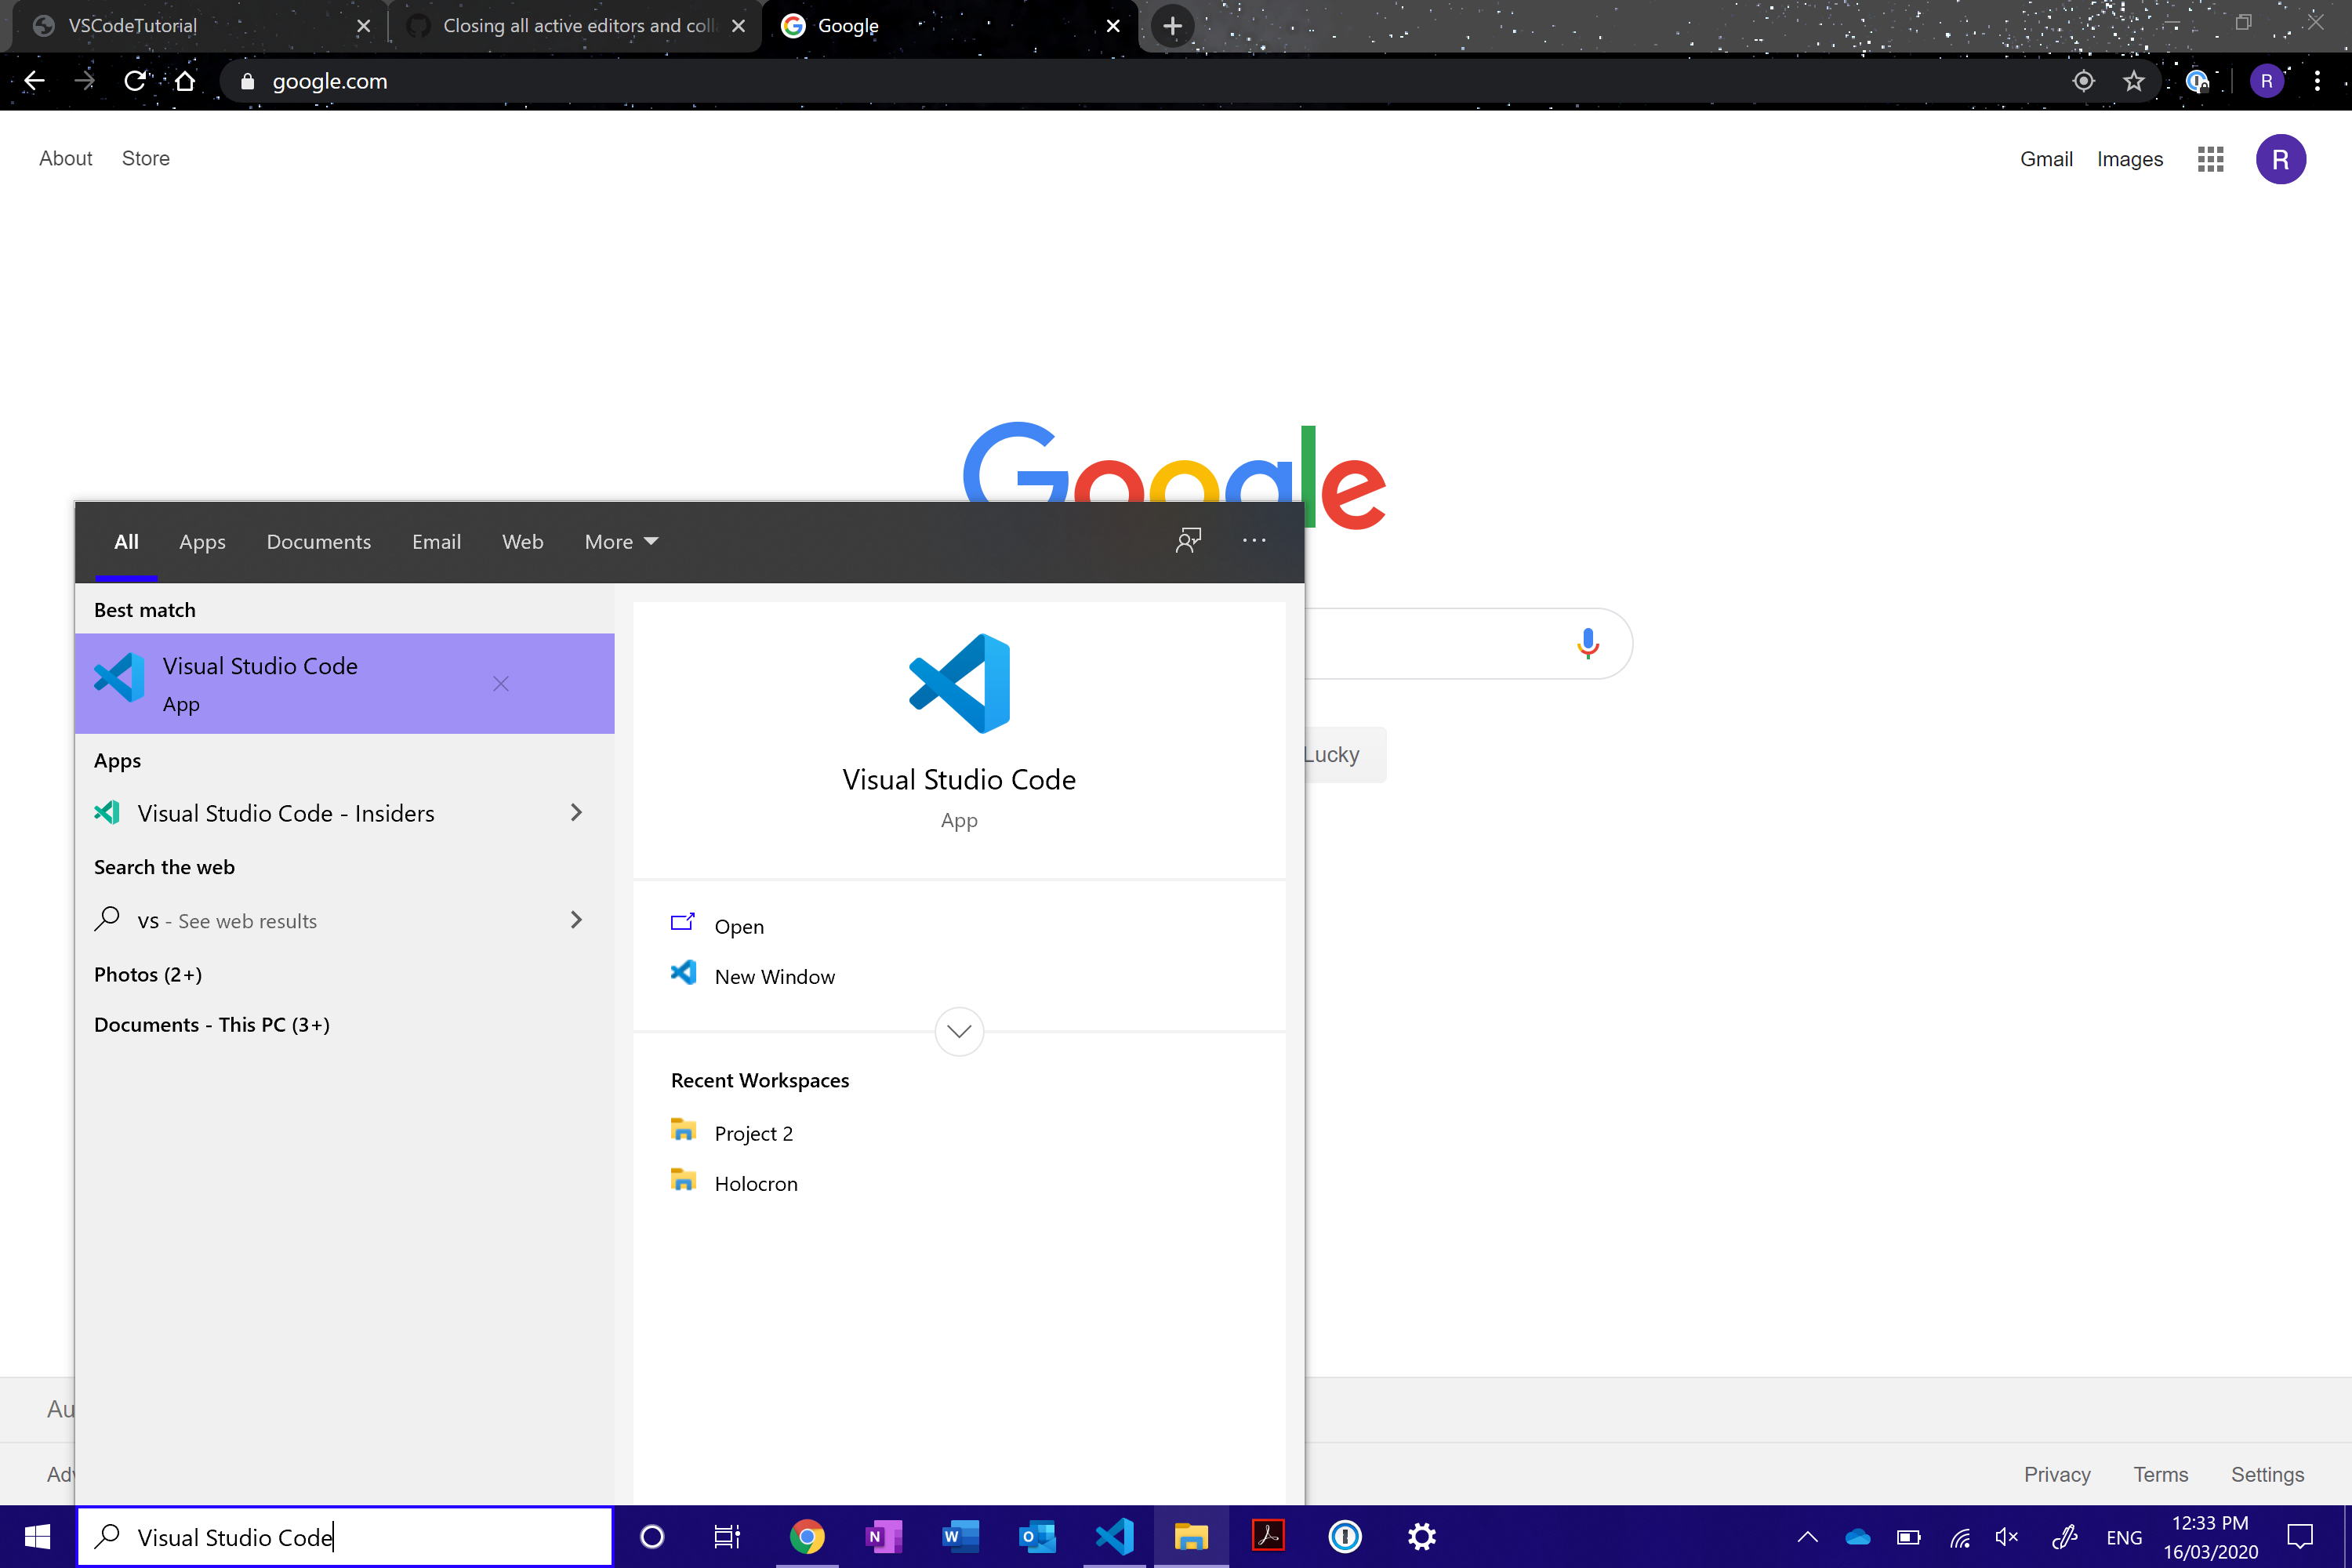 VSCodeTutorial
Closing all active editors and coll
Google
google.com
R
About Store
Gmail Images
R
Google
All Apps Documents Email Web More
Best match
Visual Studio Code
App
Apps
Visual Studio Code - Insiders
Search the web
vs - See web results
Photos (2+)
Documents - This PC (3+)
Visual Studio Code
App
Open
New Window
Recent Workspaces
Project 2
Holocron
Lucky
Au
Adv
Privacy Terms Settings
Visual Studio Code
N
W
O
ENG
12:33 PM
16/03/2020